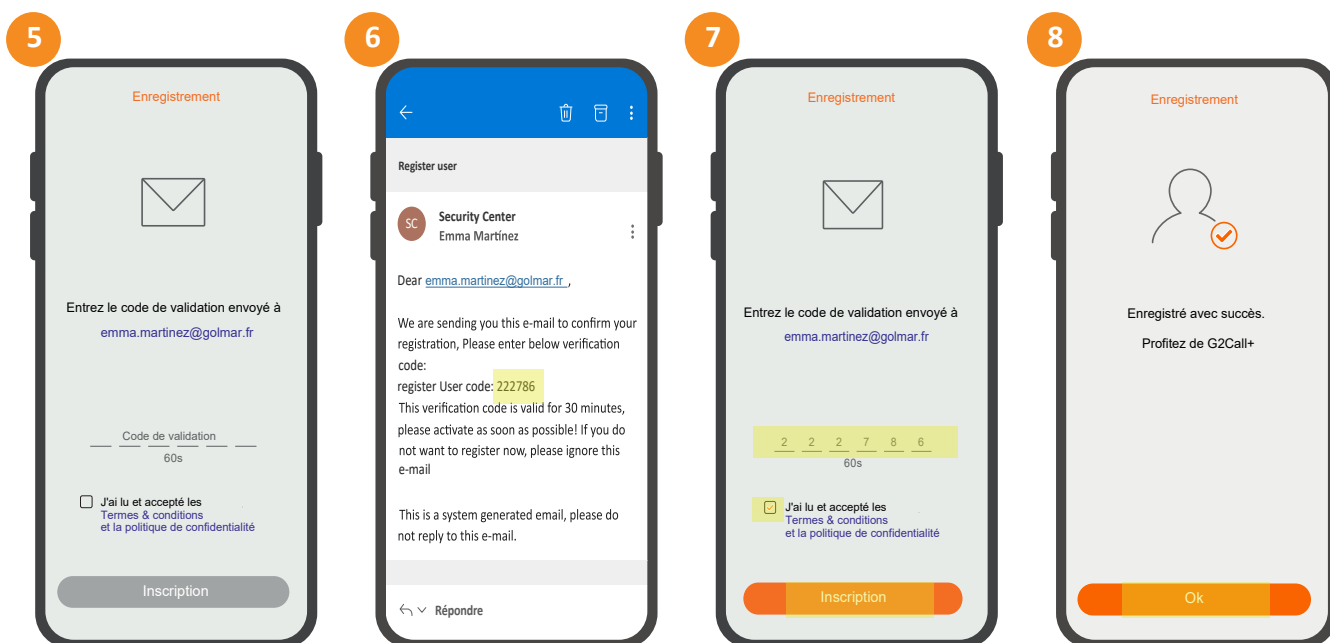 5
Enregistrement
Entrez le code de validation envoyé à
emma.martinez@golmar.fr
Code de validation
60s
J'ai lu et accepté les
Termes & conditions
et la politique de confidentialité
Inscription
6
Register user
SC
Security Center
Emma Martínez
Dear emma.martinez@golmar.fr ,
We are sending you this e-mail to confirm your
registration, Please enter below verification
code:
register User code: 222786
This verification code is valid for 30 minutes,
please activate as soon as possible! If you do
not want to register now, please ignore this
e-mail
This is a system generated email, please do
not reply to this e-mail.
Répondre
7
Enregistrement
Entrez le code de validation envoyé à
emma.martinez@golmar.fr
2 2 2 7 8 6
60s
J'ai lu et accepté les
Termes & conditions
et la politique de confidentialité
Inscription
8
Enregistrement
Enregistré avec succès.
Profitez de G2Call+
Ok